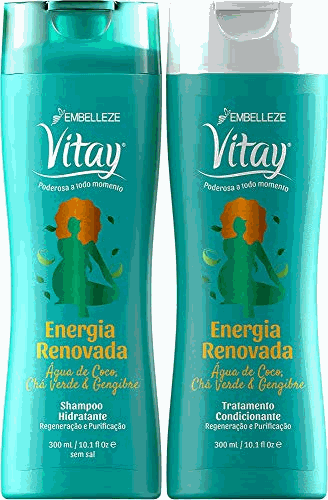 EMBELLEZE
Vitay®
Poderosa a todo momento
Energia
Renovada
Água de Coco,
Chá Verde & Gengibre
Shampoo
Hidratante
Regeneração e Purificação
300 ml / 10.1 fl oz e
sem sal
EMBELLEZE
Vitay®
Poderosa a todo momento
Energia
Renovada
Água de Coco,
Chá Verde & Gengibre
Tratamento
Condicionante
Regeneração e Purificação
300 ml / 10.1 fl oz e